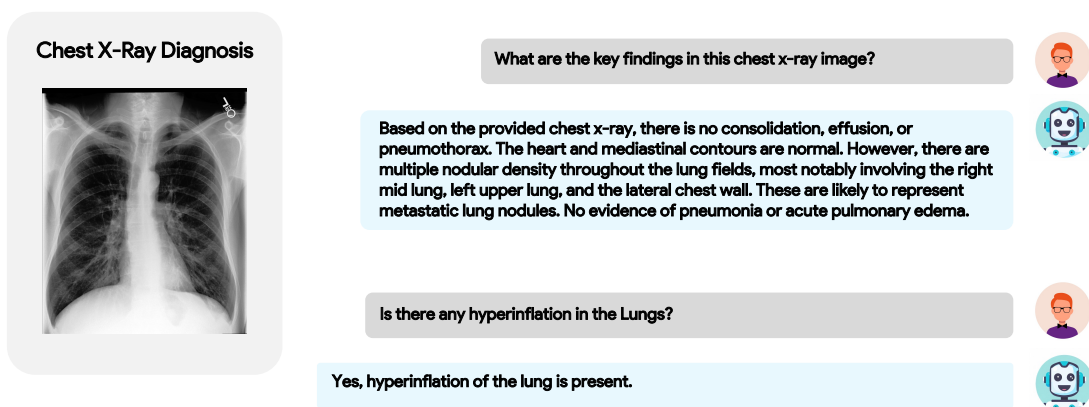 Chest X-Ray Diagnosis
What are the key findings in this chest x-ray image?
Based on the provided chest x-ray, there is no consolidation, effusion, or
pneumothorax. The heart and mediastinal contours are normal. However, there are
multiple nodular density throughout the lung fields, most notably involving the right
mid lung, left upper lung, and the lateral chest wall. These are likely to represent
metastatic lung nodules. No evidence of pneumonia or acute pulmonary edema.
Is there any hyperinflation in the Lungs?
Yes, hyperinflation of the lung is present.